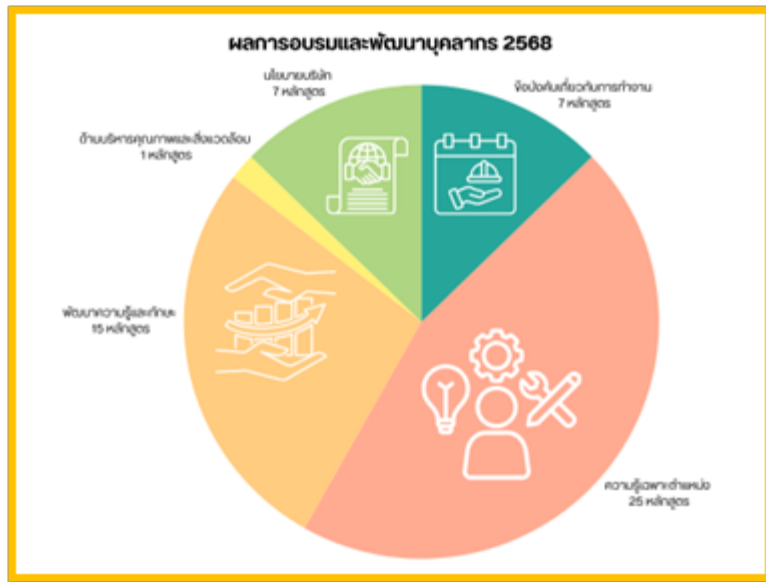 ผลการอบรมและพัฒนาบุคลากร 2568
นโยบายบริษัท
7 หลักสูตร
ข้อบังคับเกี่ยวกับการทำงาน
7 หลักสูตร
ด้านบริหารคุณภาพและสิ่งแวดล้อม
1 หลักสูตร
พัฒนาความรู้และทักษะ
15 หลักสูตร
ความรู้เฉพาะตำแหน่ง
25 หลักสูตร